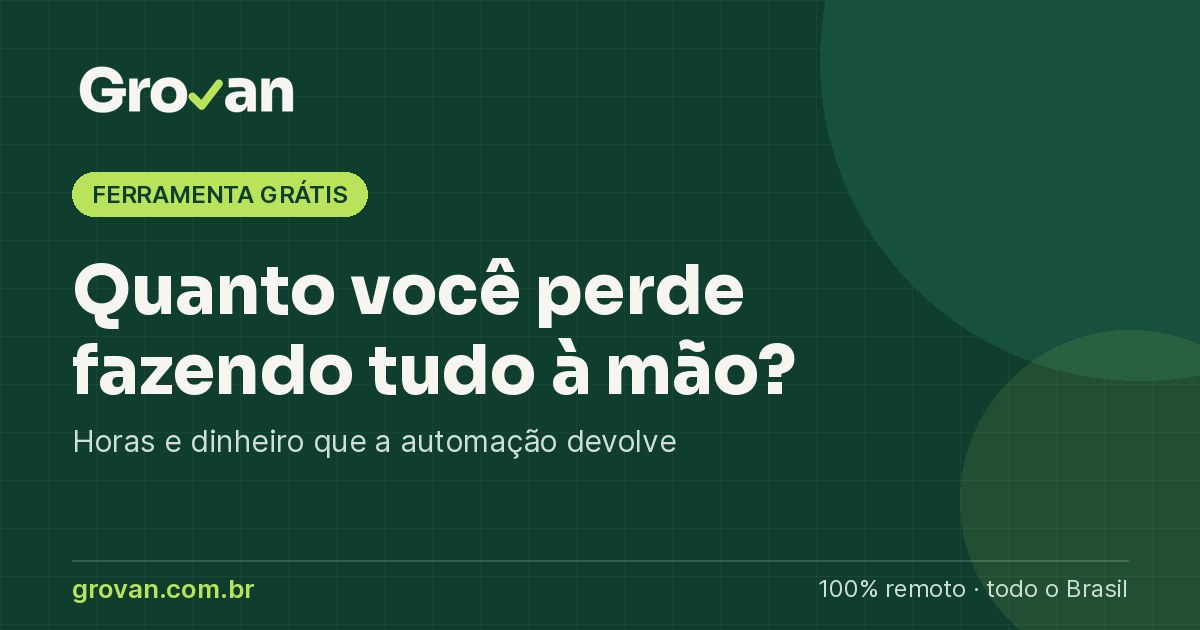 Grovan
FERRAMENTA GRÁTIS
Quanto você perde
fazendo tudo à mão?
Horas e dinheiro que a automação devolve
grovan.com.br
100% remoto · todo o Brasil